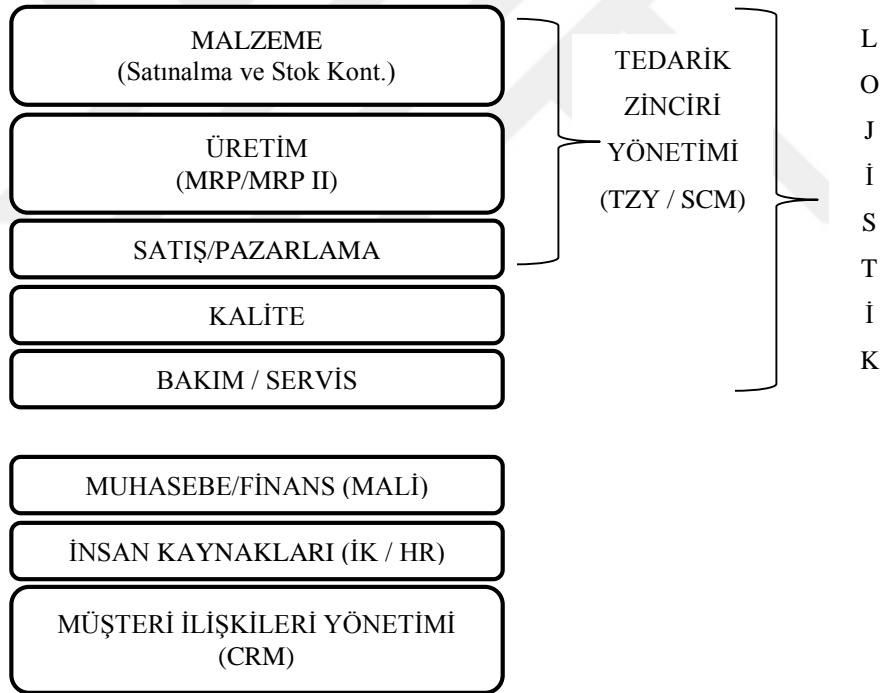 MALZEME
(Satınalma ve Stok Kont.)
ÜRETİM
(MRP/MRP II)
SATIŞ/PAZARLAMA
KALİTE
BAKIM / SERVİS
TEDARİK
ZİNCİRİ
YÖNETİMİ
(TZY / SCM)
L
O
J
İ
S
T
İ
K
MUHASEBE/FİNANS (MALİ)
İNSAN KAYNAKLARI (İK / HR)
MÜŞTERİ İLİŞKİLERİ YÖNETİMİ
(CRM)